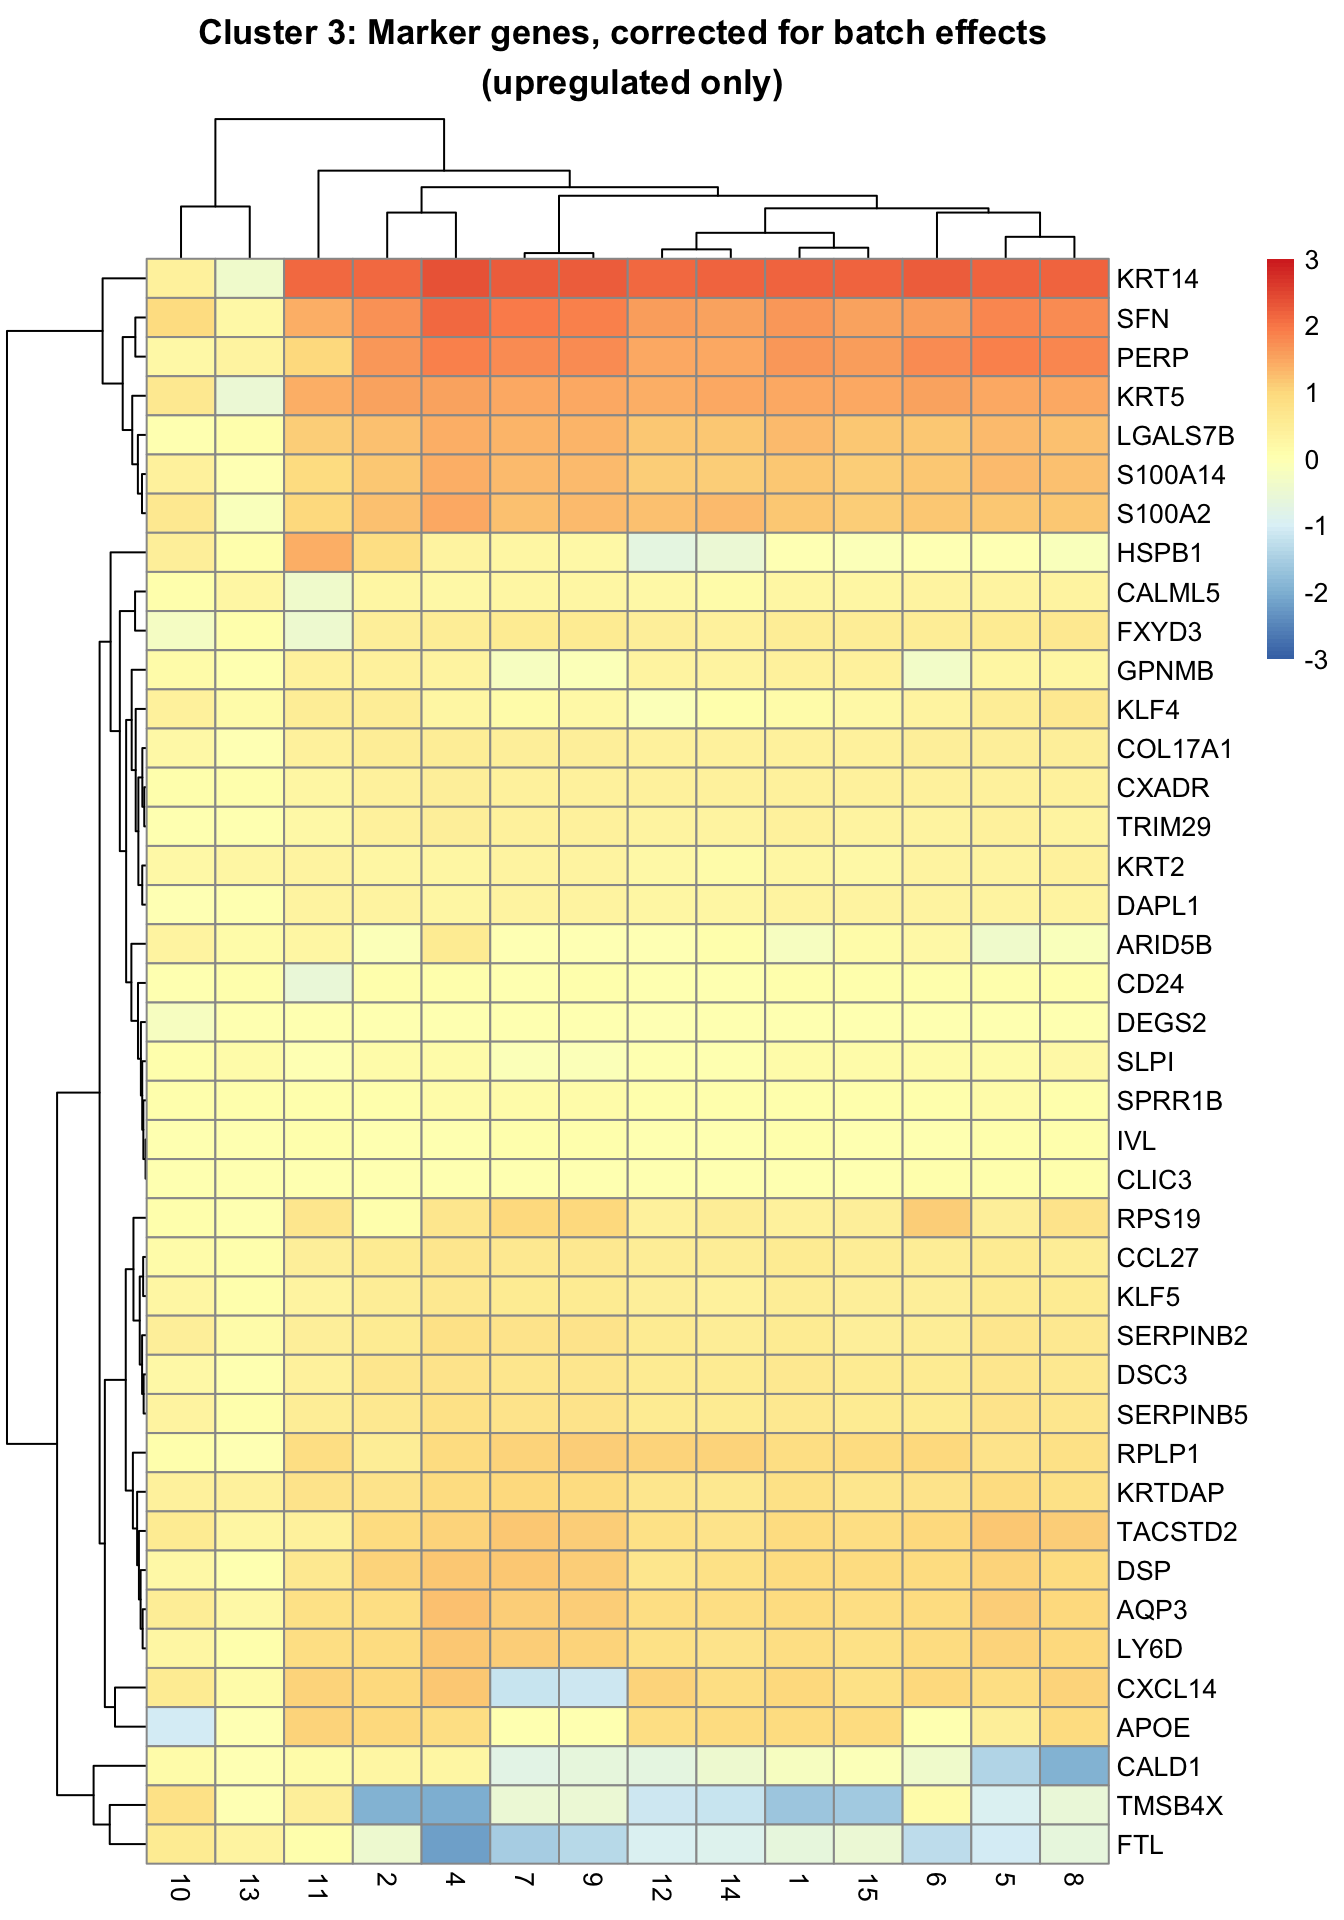 Cluster 3: Marker genes, corrected for batch effects
(upregulated only)
3
2
1
0
-1
-2
-3
KRT14
SFN
PERP
KRT5
LGALS7B
S100A14
S100A2
HSPB1
CALML5
FXYD3
GPNMB
KLF4
COL17A1
CXADR
TRIM29
KRT2
DAPL1
ARID5B
CD24
DEGS2
SLPI
SPRR1B
IVL
CLIC3
RPS19
CCL27
KLF5
SERPINB2
DSC3
SERPINB5
RPLP1
KRTDAP
TACSTD2
DSP
AQP3
LY6D
CXCL14
APOE
CALD1
TMSB4X
FTL
10 13 11 2 4 7 9 12 14 1 15 6 5 8